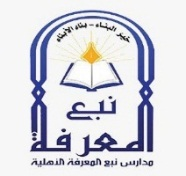 خير البناء - بناء الأبناء
نبع
المعرفة
مدارس نبع المعرفة الأهلية